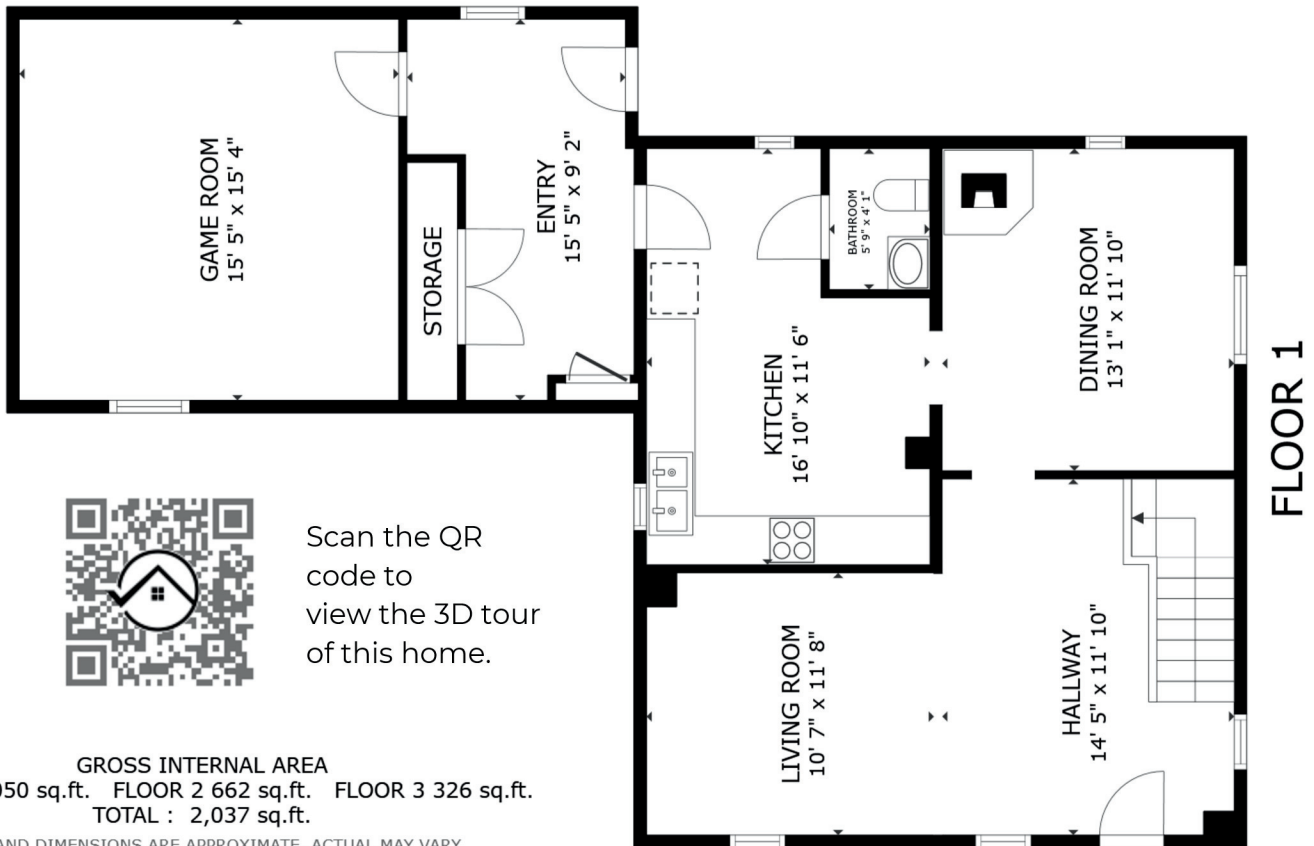 GAME ROOM
15' 5" x 15' 4"
STORAGE
ENTRY
15' 5" x 9' 2"
BATHROOM
5' 9" x 4' 1"
KITCHEN
16' 10" x 11' 6"
DINING ROOM
13' 1" x 11' 10"
FLOOR 1
LIVING ROOM
10' 7" x 11' 8"
HALLWAY
14' 5" x 11' 10"
Scan the QR
code to
view the 3D tour
of this home.
GROSS INTERNAL AREA
050 sq.ft. FLOOR 2 662 sq.ft. FLOOR 3 326 sq.ft.
TOTAL : 2,037 sq.ft.
AND DIMENSIONS ARE APPROXIMATE, ACTUAL MAY VARY